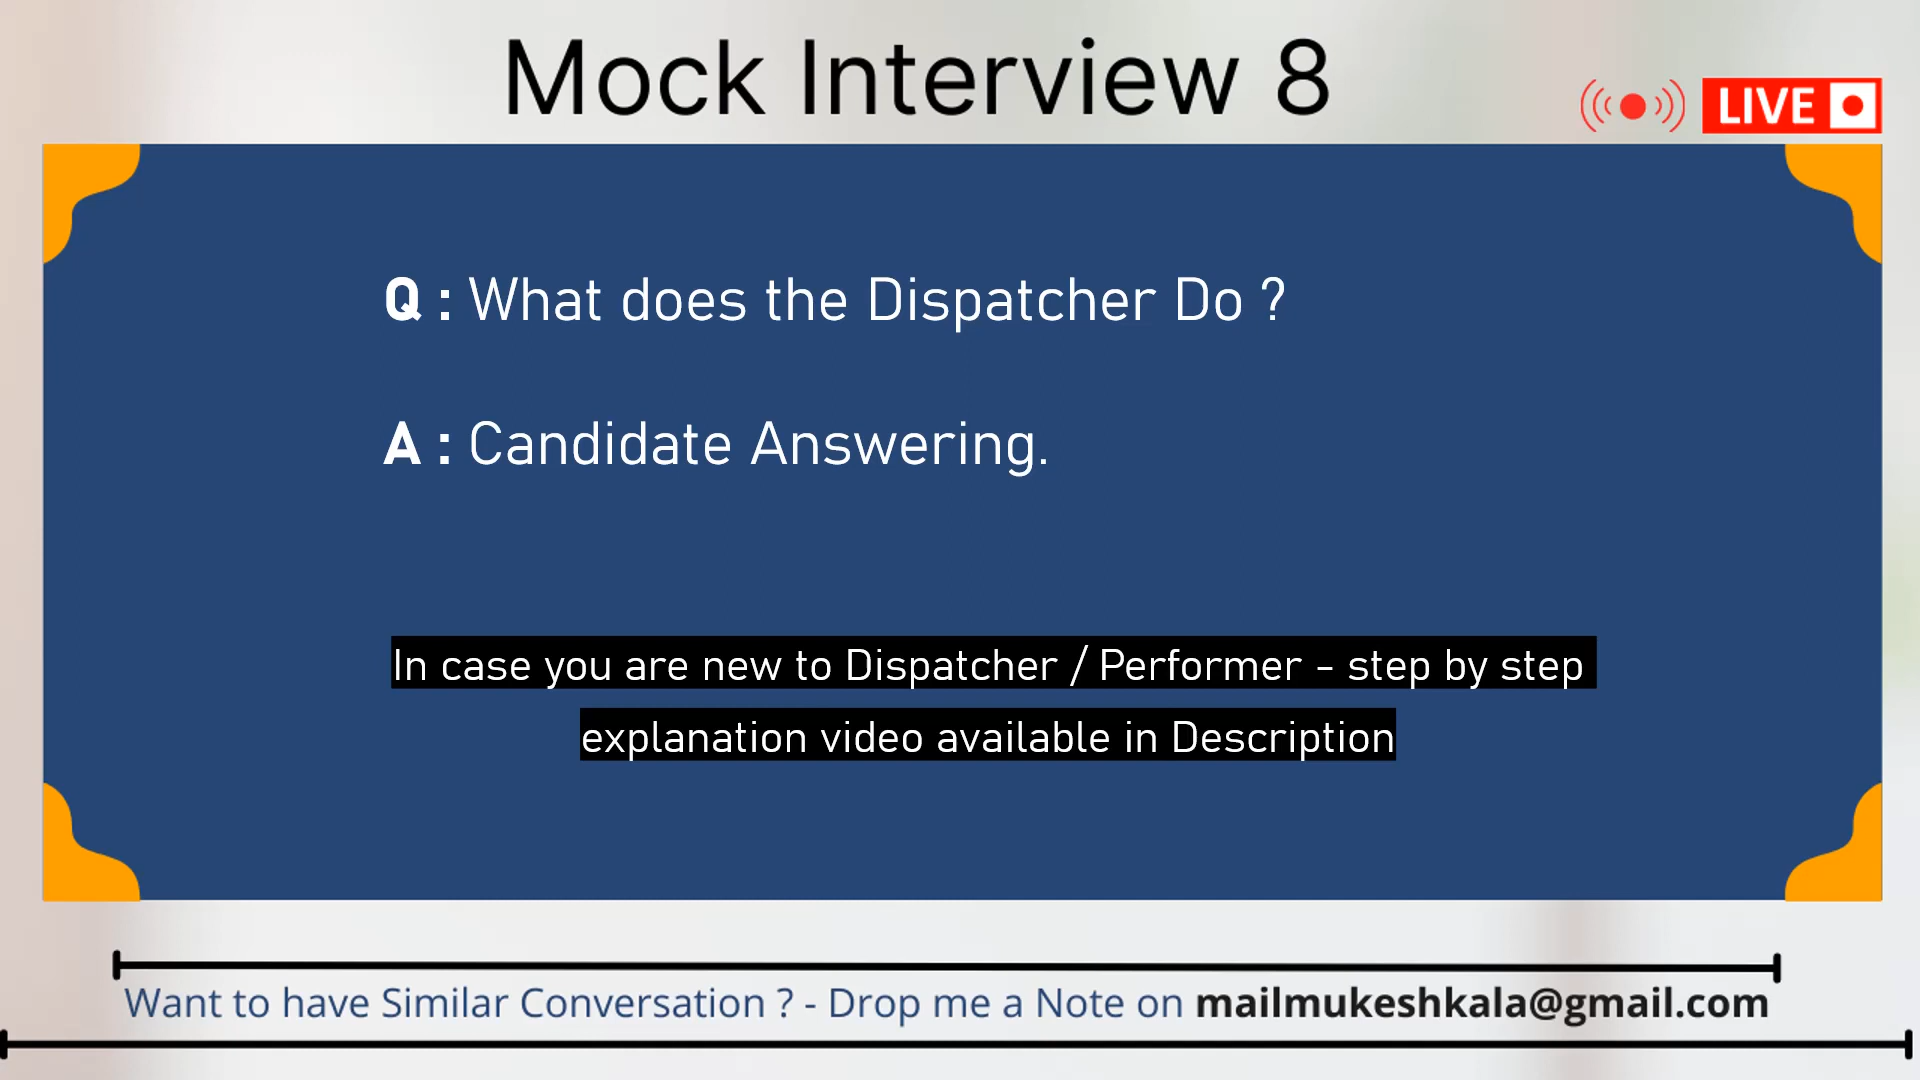 Mock Interview 8
LIVE
Q : What does the Dispatcher Do ?
A : Candidate Answering.
In case you are new to Dispatcher / Performer - step by step
explanation video available in Description
Want to have Similar Conversation ? - Drop me a Note on mailmukeshkala@gmail.com